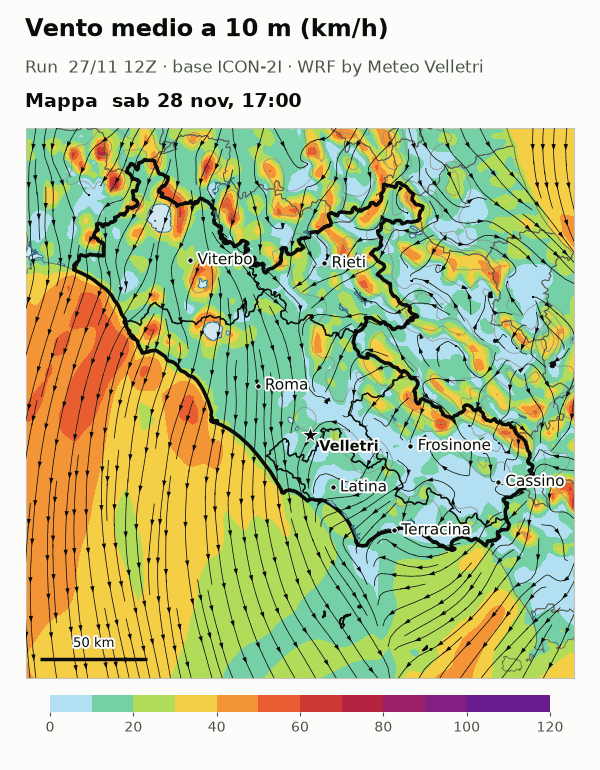 Vento medio a 10 m (km/h)
Run 27/11 12Z · base ICON-2I · WRF by Meteo Velletri
Mappa sab 28 nov, 17:00
Viterbo
Rieti
Roma
Velletri
Frosinone
Latina
Cassino
Terracina
50 km
0 20 40 60 80 100 120